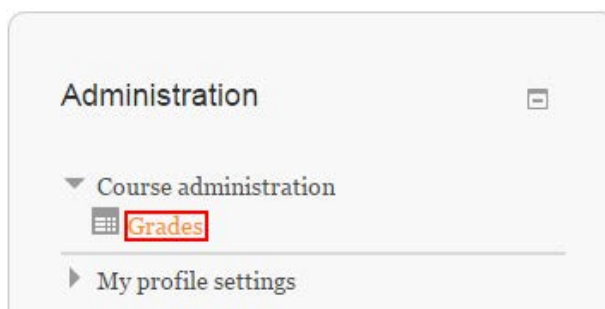 Administration
Course administration
Grades
My profile settings